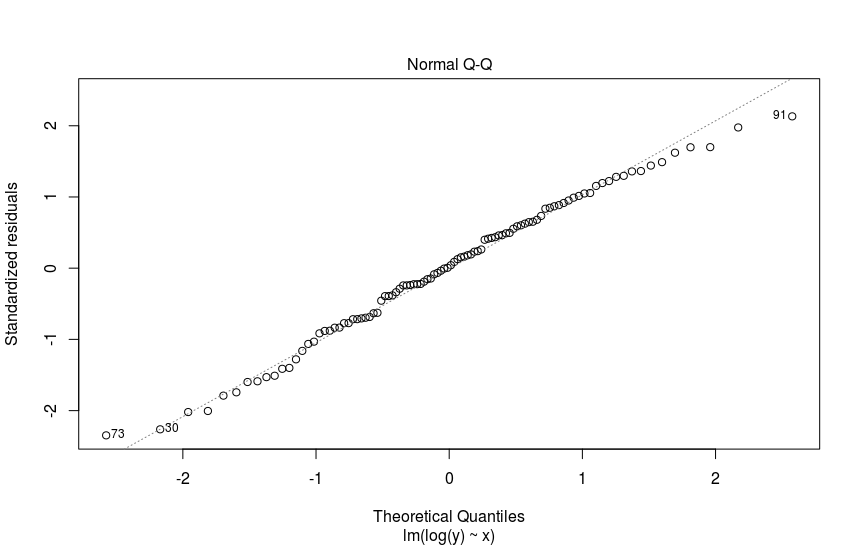 Normal Q-Q
Standardized residuals
2
1
0
-1
-2
91
30
73
-2 -1 0 1 2
Theoretical Quantiles
lm(log(y) ~ x)